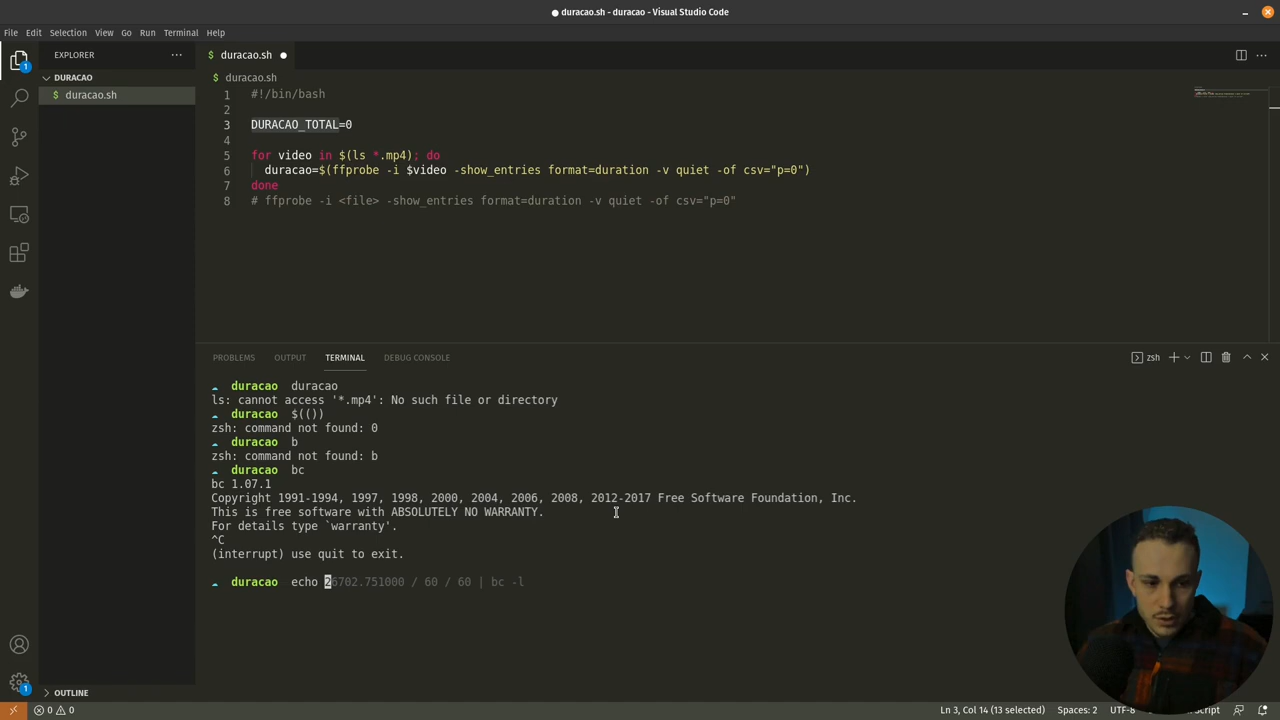 duracao.sh - duracao - Visual Studio Code
File Edit Selection View Go Run Terminal Help
EXPLORER
duracao.sh
DURACAO
duracao.sh
duracao.sh
1 #!/bin/bash
2
3 DURACAO_TOTAL=0
4
5 for video in $(ls *.mp4); do
6 duracao=$(ffprobe -i $video -show_entries format=duration -v quiet -of csv="p=0")
7 done
8 # ffprobe -i <file> -show_entries format=duration -v quiet -of csv="p=0"
PROBLEMS OUTPUT TERMINAL DEBUG CONSOLE
zsh
duracao duracao
ls: cannot access '*.mp4': No such file or directory
duracao $(())
zsh: command not found: 0
duracao b
zsh: command not found: b
duracao bc
bc 1.07.1
Copyright 1991-1994, 1997, 1998, 2000, 2004, 2006, 2008, 2012-2017 Free Software Foundation, Inc.
This is free software with ABSOLUTELY NO WARRANTY.
For details type `warranty'.
^C
(interrupt) use quit to exit.
duracao echo 26702.751000 / 60 / 60 | bc -l
OUTLINE
0 0
Ln 3, Col 14 (13 selected) Spaces: 2 UTF-8
1
1